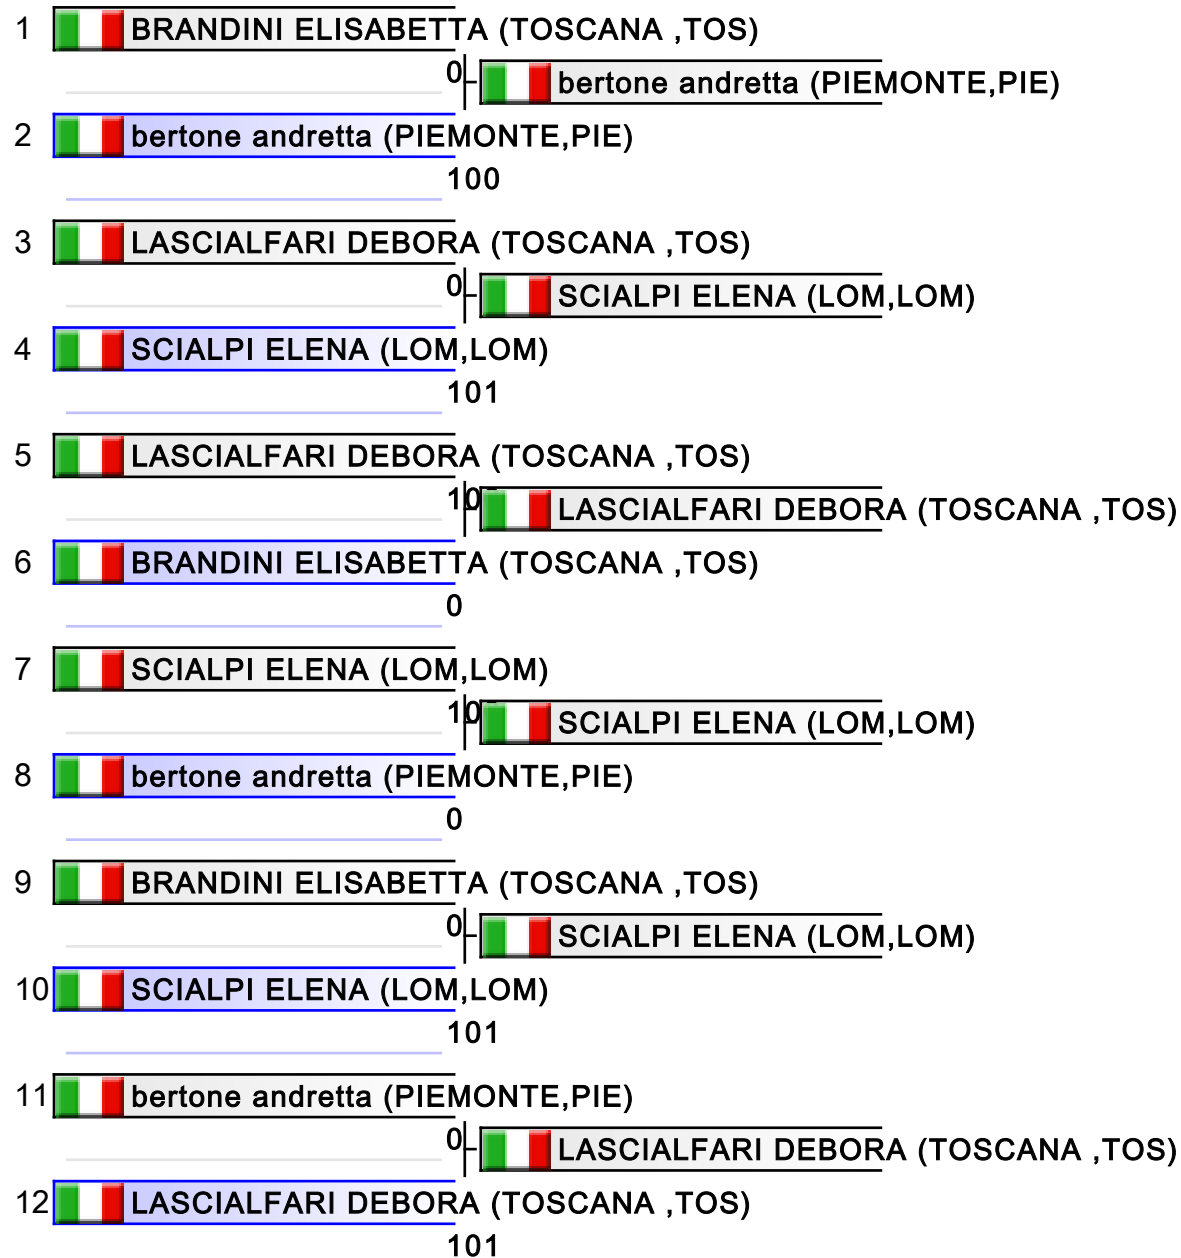 1 BRANDINI ELISABETTA (TOSCANA ,TOS)
0 bertone andretta (PIEMONTE,PIE)
2 bertone andretta (PIEMONTE,PIE)
100
3 LASCIALFARI DEBORA (TOSCANA ,TOS)
0 SCIALPI ELENA (LOM,LOM)
4 SCIALPI ELENA (LOM,LOM)
101
5 LASCIALFARI DEBORA (TOSCANA ,TOS)
LASCIALFARI DEBORA (TOSCANA ,TOS)
6 BRANDINI ELISABETTA (TOSCANA ,TOS)
0
7 SCIALPI ELENA (LOM,LOM)
SCIALPI ELENA (LOM,LOM)
8 bertone andretta (PIEMONTE,PIE)
0
9 BRANDINI ELISABETTA (TOSCANA ,TOS)
0 SCIALPI ELENA (LOM,LOM)
10 SCIALPI ELENA (LOM,LOM)
101
11 bertone andretta (PIEMONTE,PIE)
0 LASCIALFARI DEBORA (TOSCANA ,TOS)
12 LASCIALFARI DEBORA (TOSCANA ,TOS)
101